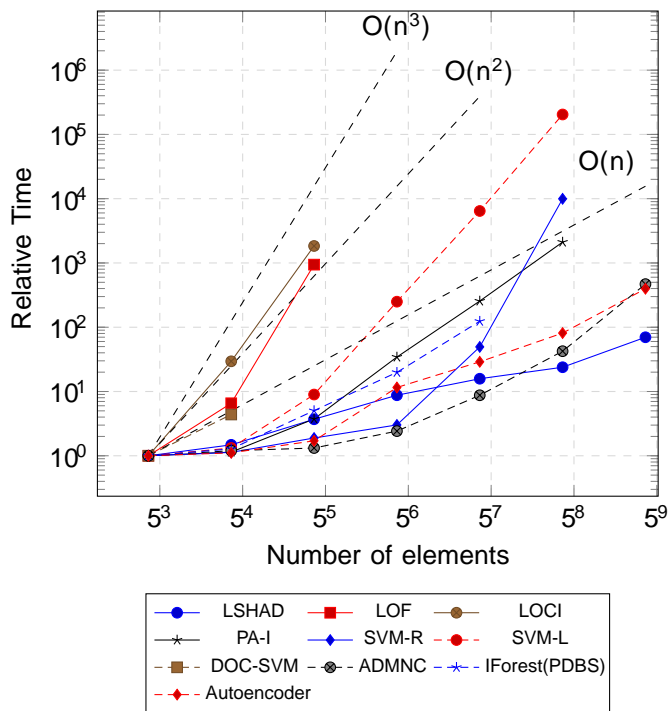 O(n³)
O(n²)
O(n)
10⁶
10⁵
10⁴
10³
10²
10¹
10⁰
Relative Time
5³ 5⁴ 5⁵ 5⁶ 5⁷ 5⁸ 5⁹
Number of elements
LSHAD LOF LOCI
PA-I SVM-R SVM-L
DOC-SVM ADMNC IForest(PDBS)
Autoencoder